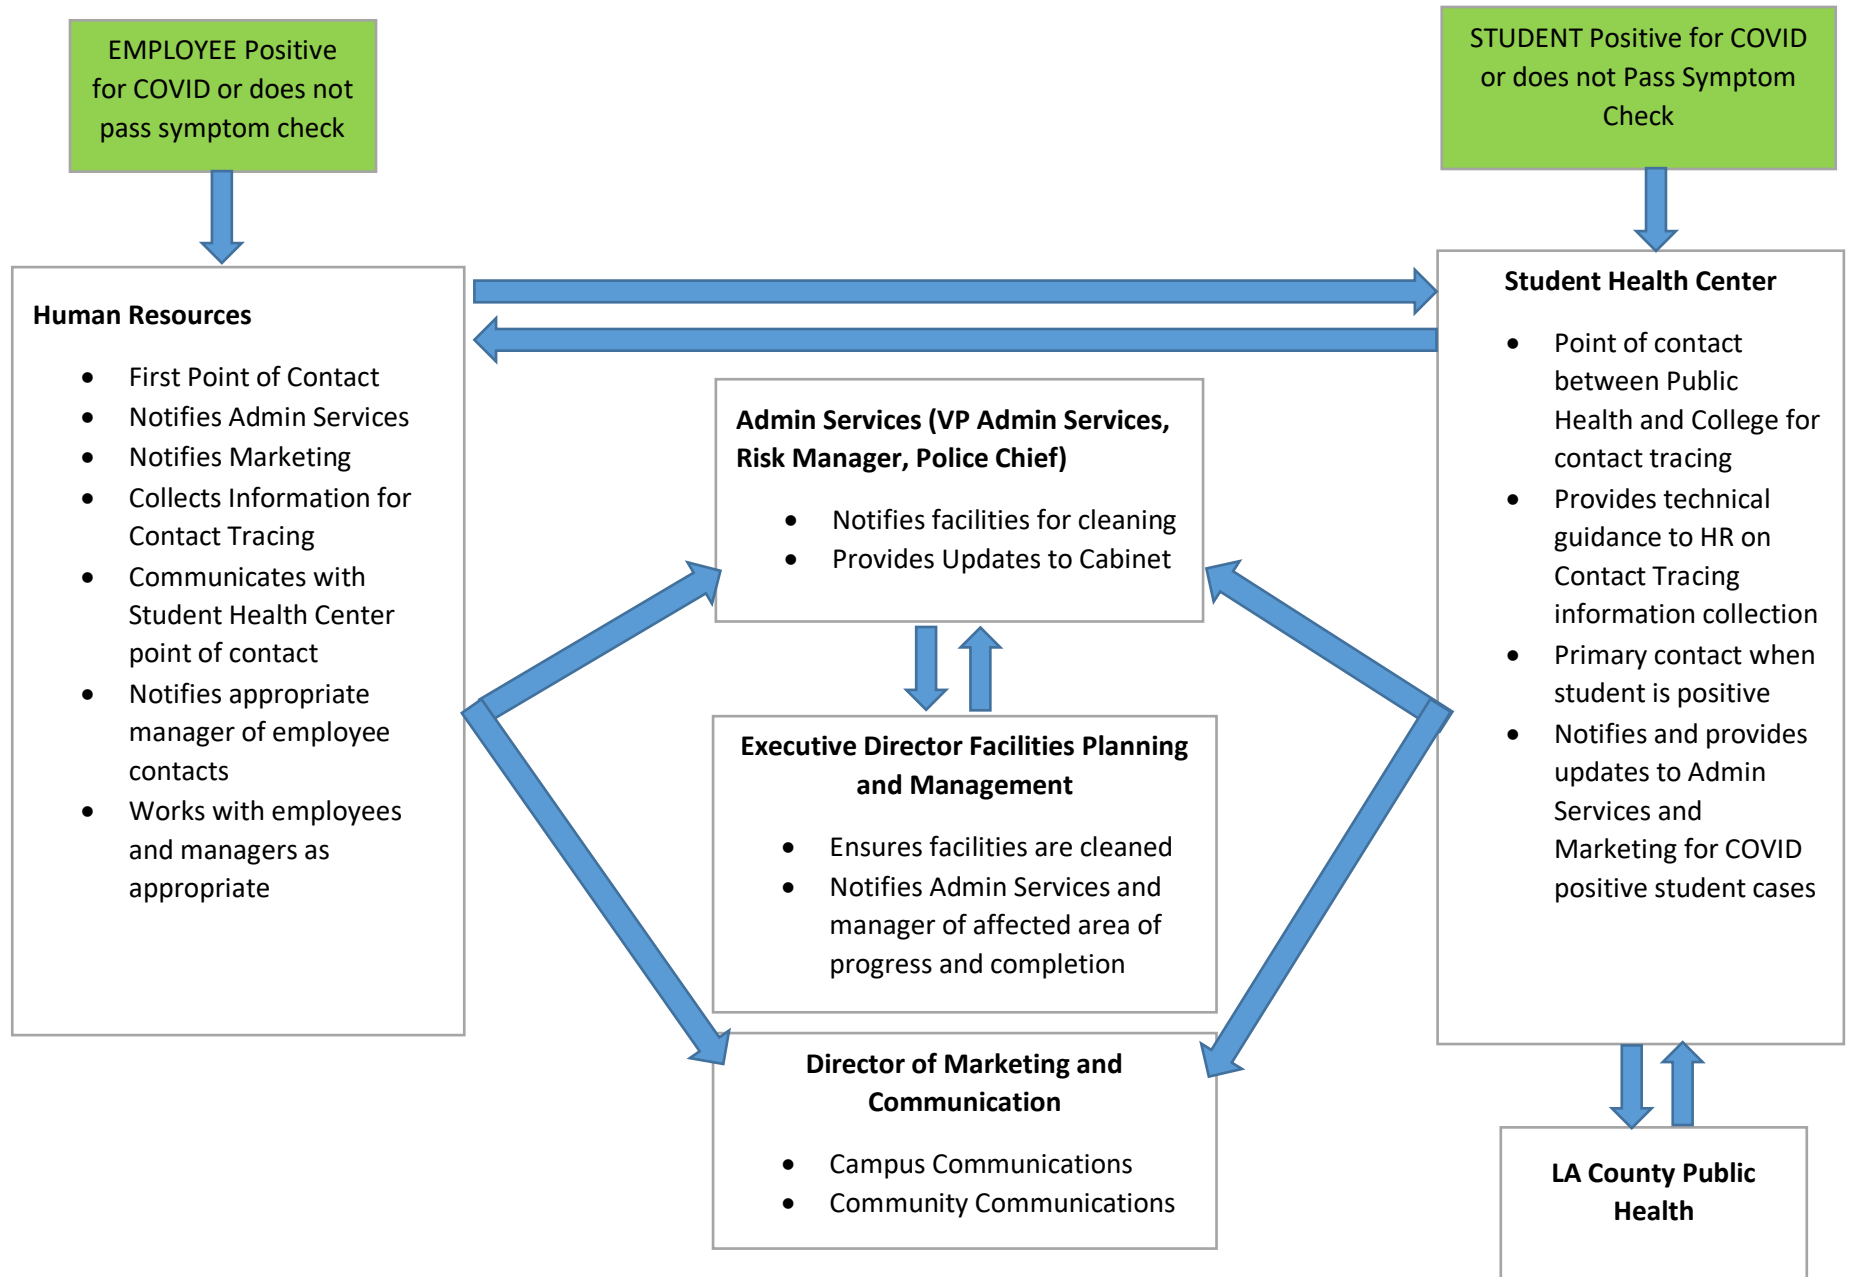 EMPLOYEE Positive
for COVID or does not
pass symptom check
STUDENT Positive for COVID
or does not Pass Symptom
Check
Human Resources
• First Point of Contact
• Notifies Admin Services
• Notifies Marketing
• Collects Information for
Contact Tracing
• Communicates with
Student Health Center
point of contact
• Notifies appropriate
manager of employee
contacts
• Works with employees
and managers as
appropriate
Admin Services (VP Admin Services,
Risk Manager, Police Chief)
• Notifies facilities for cleaning
• Provides Updates to Cabinet
Executive Director Facilities Planning
and Management
• Ensures facilities are cleaned
• Notifies Admin Services and
manager of affected area of
progress and completion
Director of Marketing and
Communication
• Campus Communications
• Community Communications
Student Health Center
• Point of contact
between Public
Health and College for
contact tracing
• Provides technical
guidance to HR on
Contact Tracing
information collection
• Primary contact when
student is positive
• Notifies and provides
updates to Admin
Services and
Marketing for COVID
positive student cases
LA County Public
Health